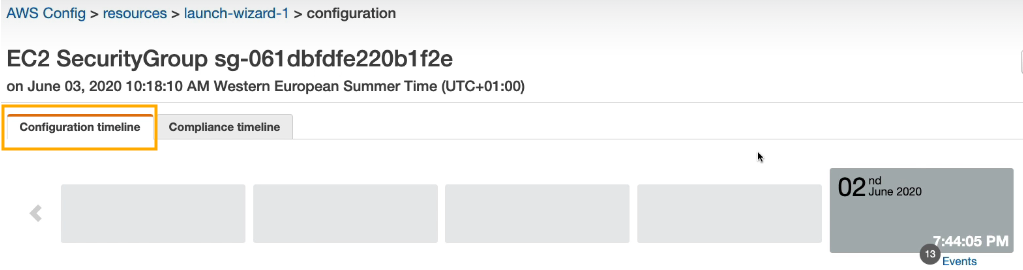 AWS Config > resources > launch-wizard-1 > configuration
EC2 SecurityGroup sg-061dbfdfe220b1f2e
on June 03, 2020 10:18:10 AM Western European Summer Time (UTC+01:00)
Configuration timeline
Compliance timeline
02nd
June 2020
7:44:05 PM
13
Events